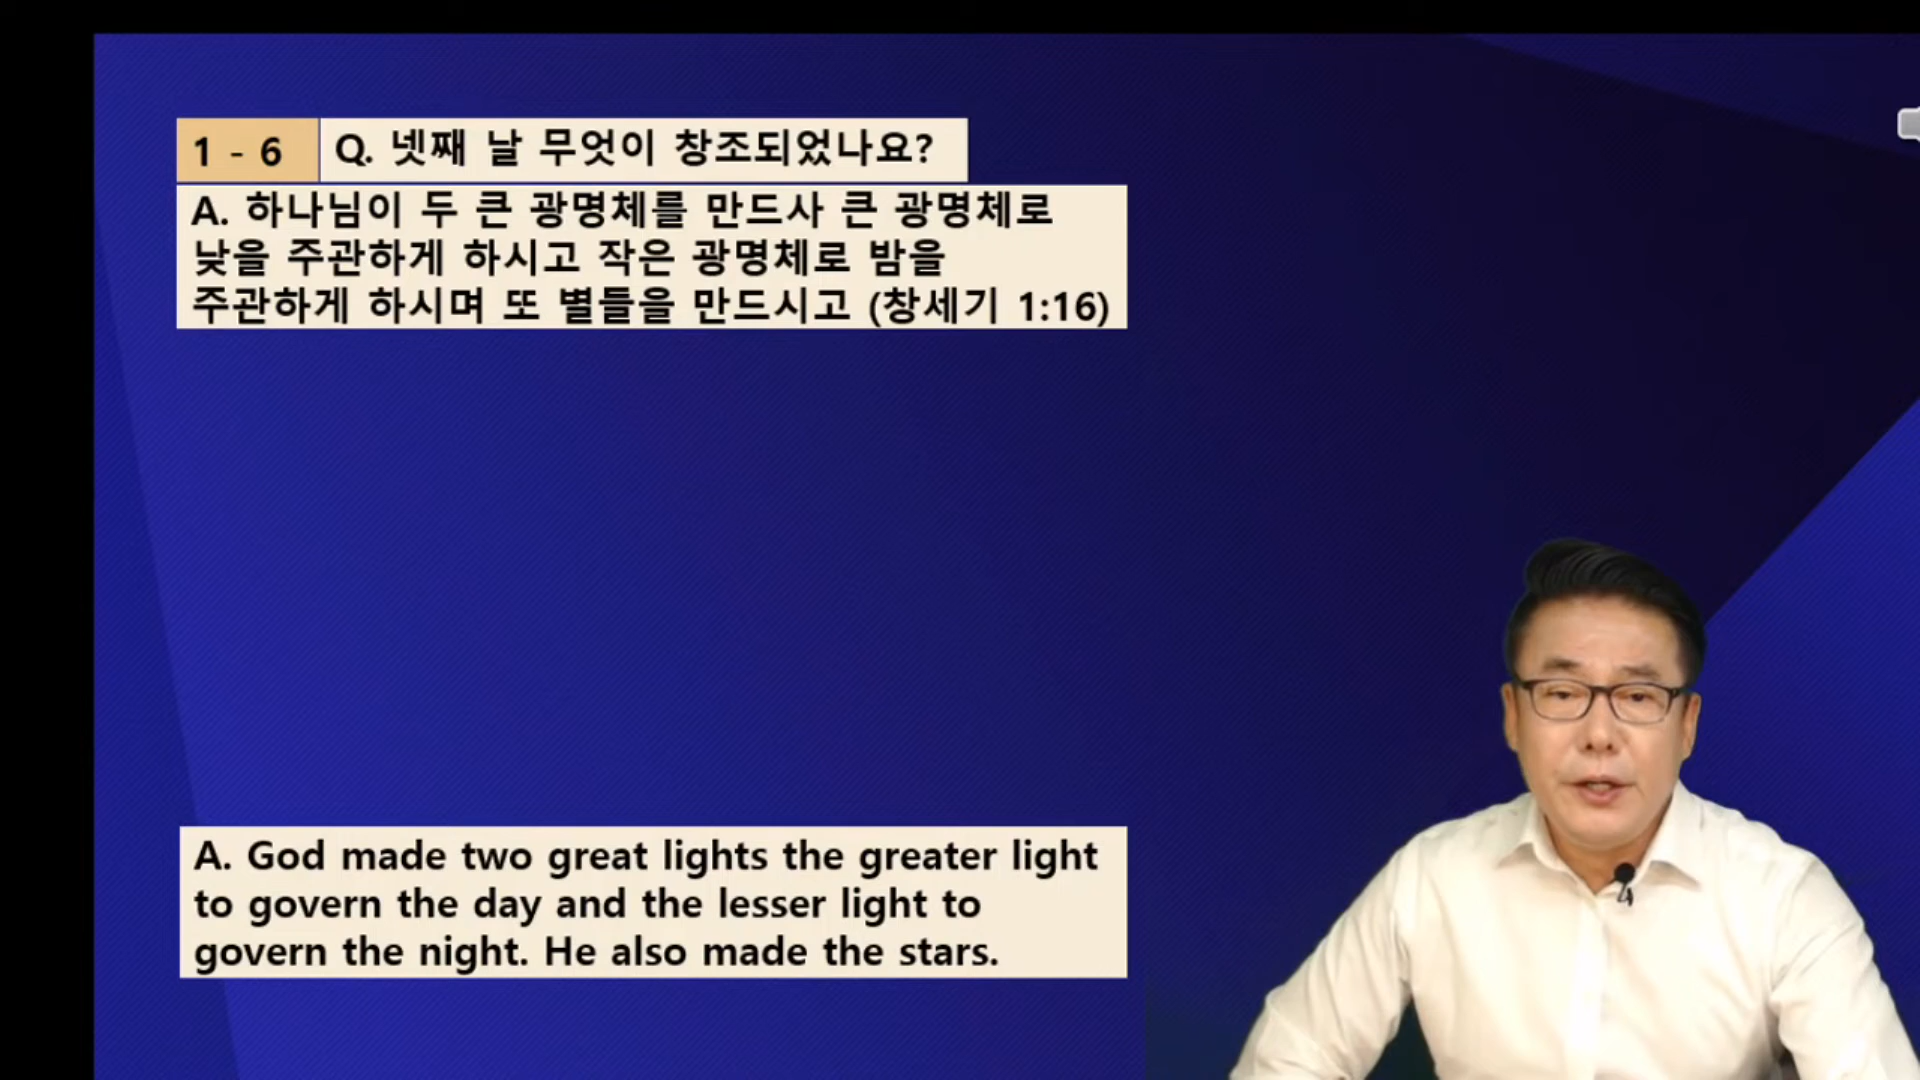 1 - 6 Q. 넷째 날 무엇이 창조되었나요?
A. 하나님이 두 큰 광명체를 만드사 큰 광명체로
낮을 주관하게 하시고 작은 광명체로 밤을
주관하게 하시며 또 별들을 만드시고 (창세기 1:16)
A. God made two great lights the greater light
to govern the day and the lesser light to
govern the night. He also made the stars.